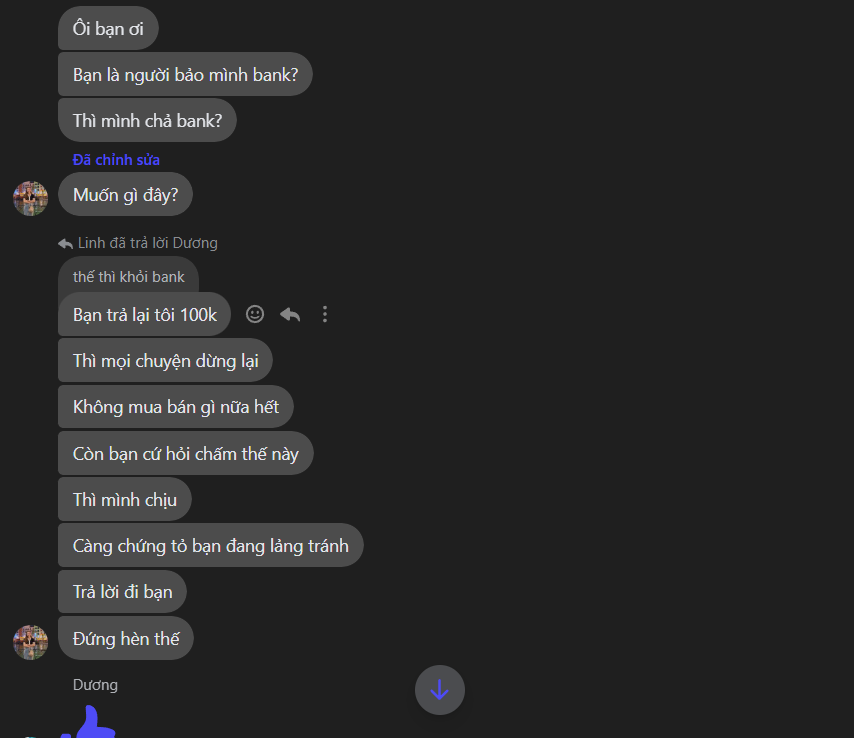 Ôi bạn ơi
Bạn là người bảo mình bank?
Thì mình chả bank?
Đã chỉnh sửa
Muốn gì đây?
Linh đã trả lời Dương
thế thì khỏi bank
Bạn trả lại tôi 100k
Thì mọi chuyện dừng lại
Không mua bán gì nữa hết
Còn bạn cứ hỏi chấm thế này
Thì mình chịu
Càng chứng tỏ bạn đang lảng tránh
Trả lời đi bạn
Đứng hèn thế
Dương